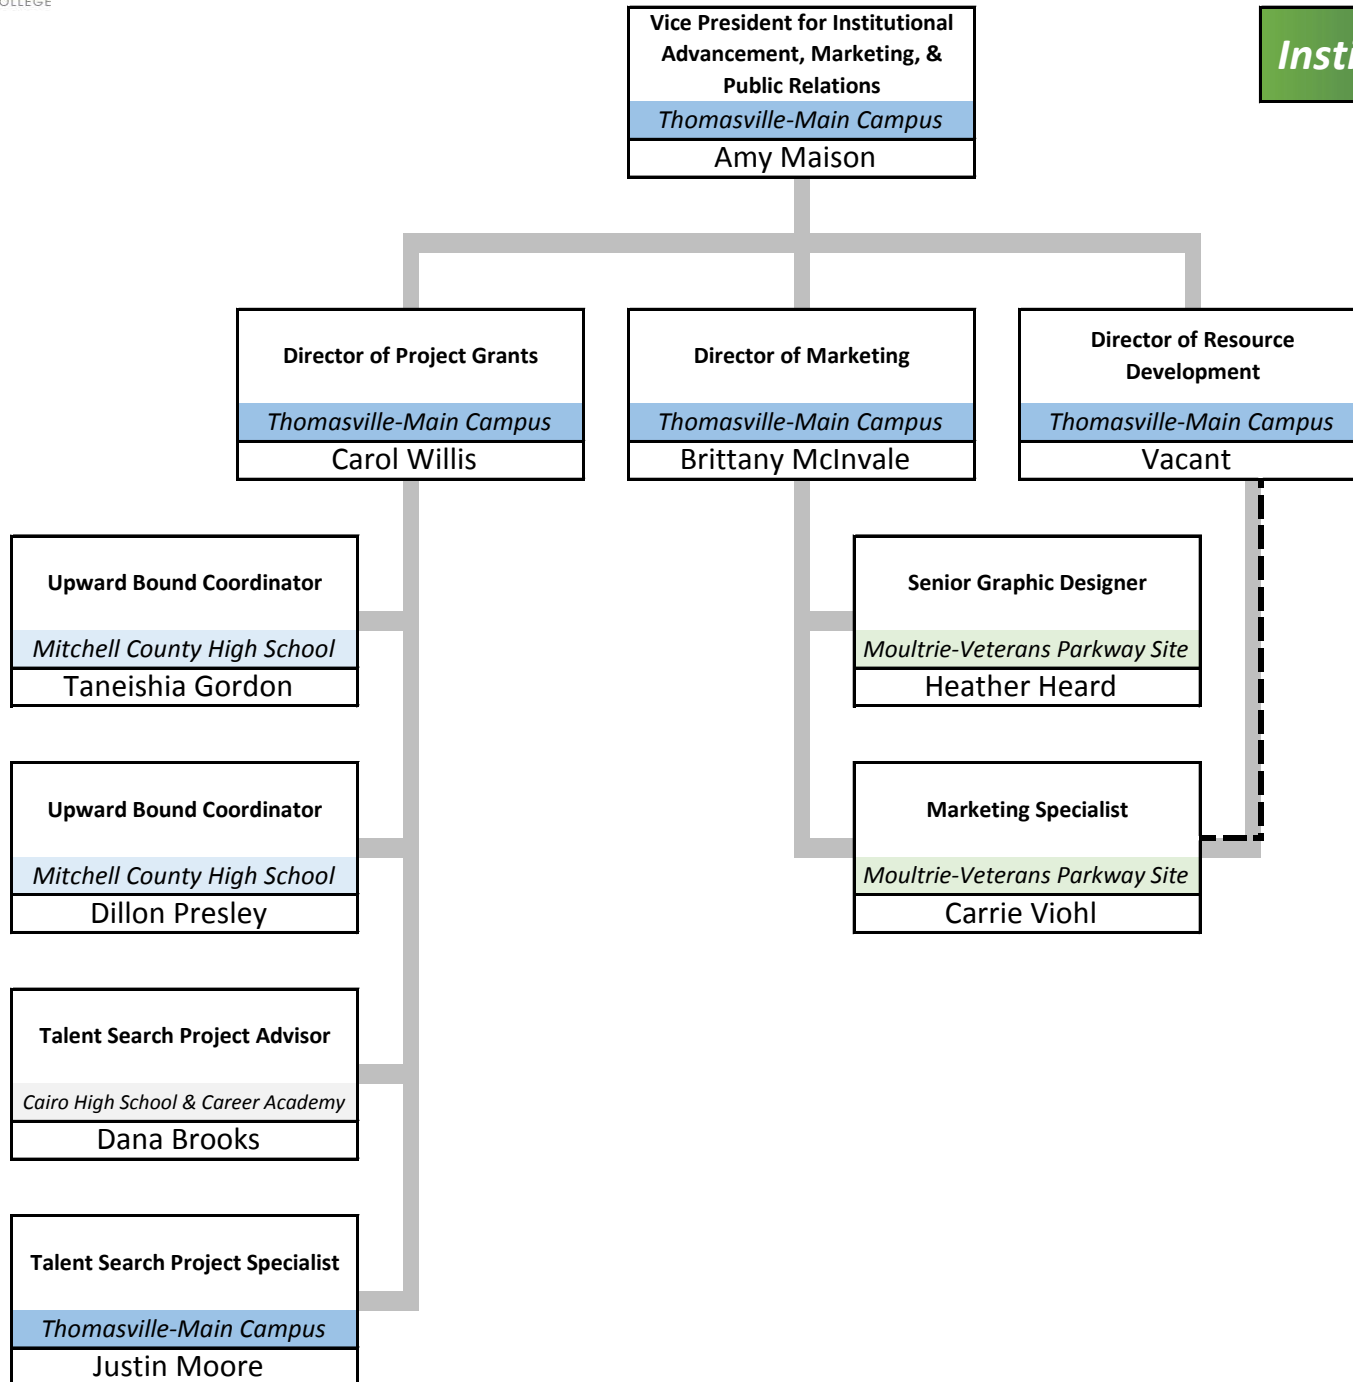 Vice President for Institutional
Advancement, Marketing, &
Public Relations
Thomasville-Main Campus
Amy Maison
Director of Project Grants
Thomasville-Main Campus
Carol Willis
Director of Marketing
Thomasville-Main Campus
Brittany McInvale
Director of Resource
Development
Thomasville-Main Campus
Vacant
Upward Bound Coordinator
Mitchell County High School
Taneishia Gordon
Senior Graphic Designer
Moultrie-Veterans Parkway Site
Heather Heard
Upward Bound Coordinator
Mitchell County High School
Dillon Presley
Marketing Specialist
Moultrie-Veterans Parkway Site
Carrie Viohl
Talent Search Project Advisor
Cairo High School & Career Academy
Dana Brooks
Talent Search Project Specialist
Thomasville-Main Campus
Justin Moore